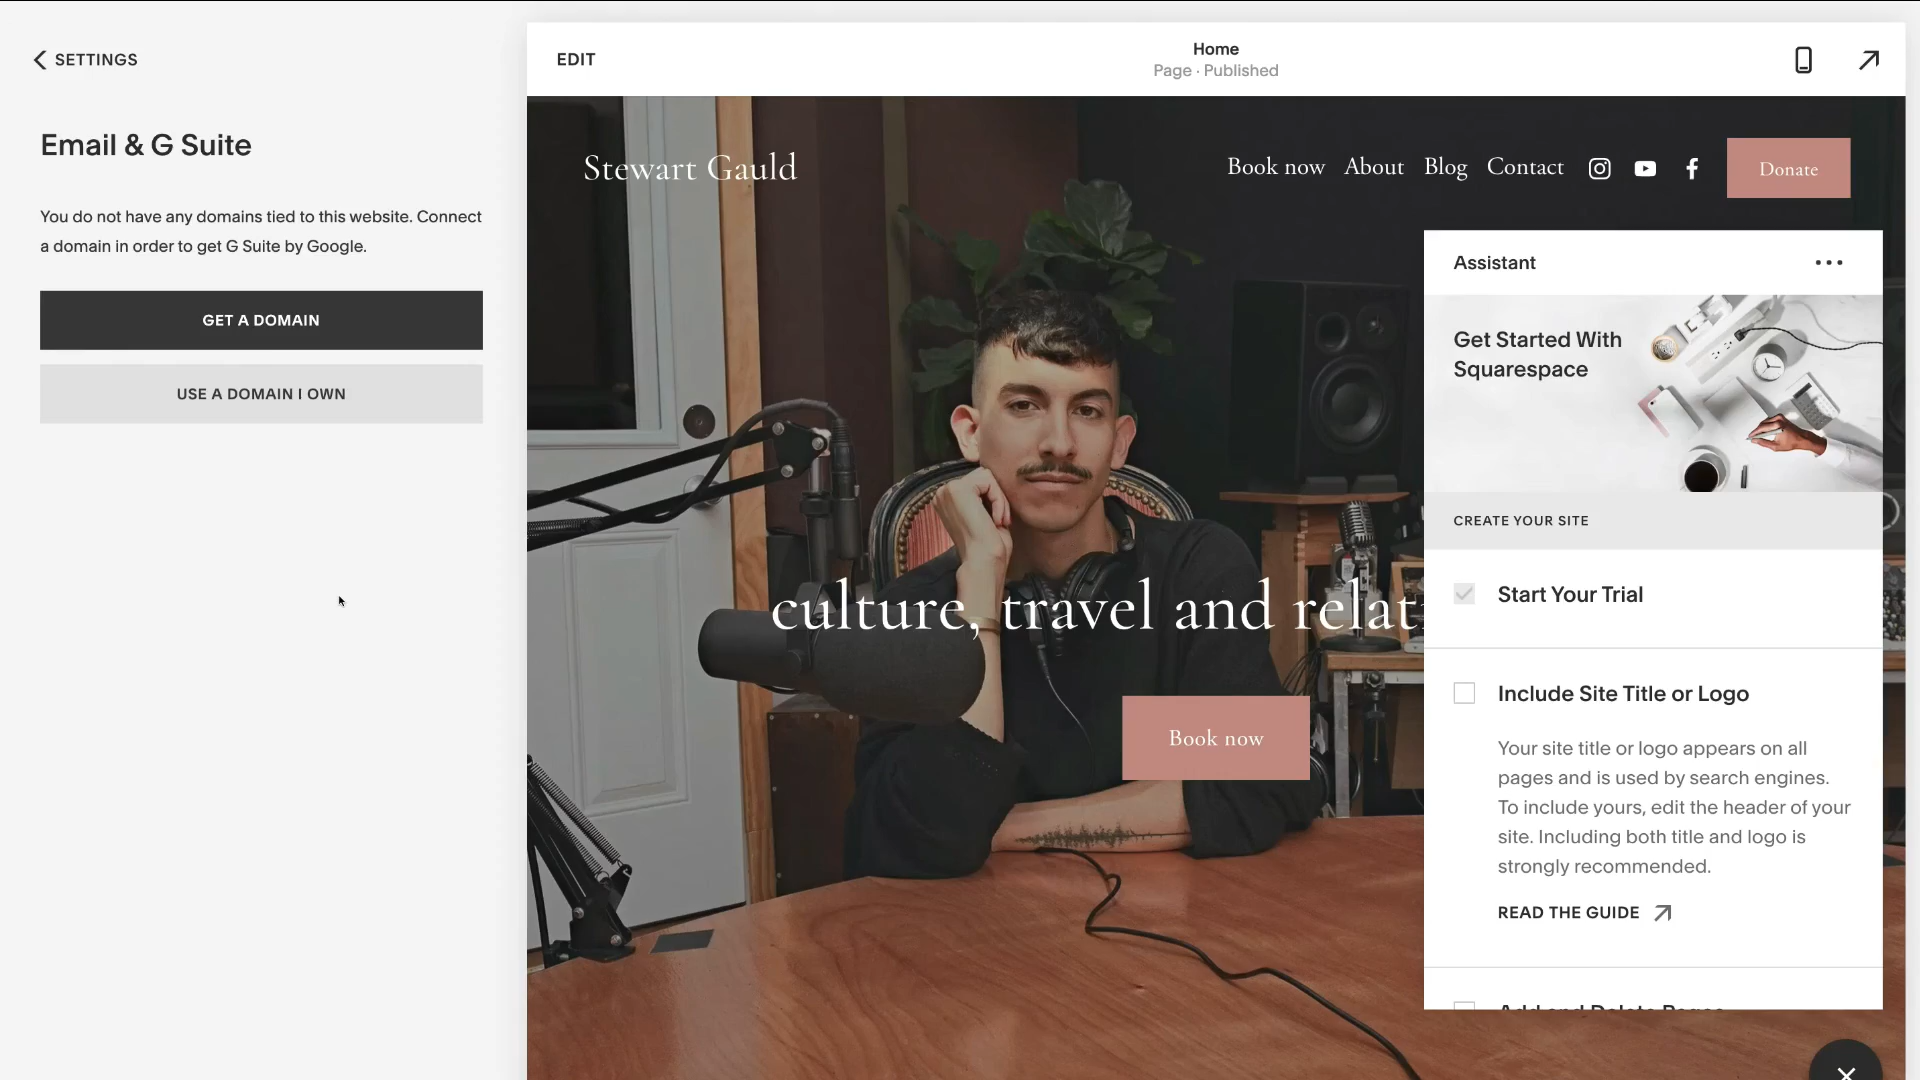 SETTINGS
Email & G Suite
You do not have any domains tied to this website. Connect
a domain in order to get G Suite by Google.
GET A DOMAIN
USE A DOMAIN I OWN
EDIT
Home
Page · Published
Stewart Gauld
Book now About Blog Contact
Donate
culture, travel and relat
Book now
Assistant
Get Started With
Squarespace
CREATE YOUR SITE
Start Your Trial
Include Site Title or Logo
Your site title or logo appears on all
pages and is used by search engines.
To include yours, edit the header of your
site. Including both title and logo is
strongly recommended.
READ THE GUIDE
Add and Delete Pages